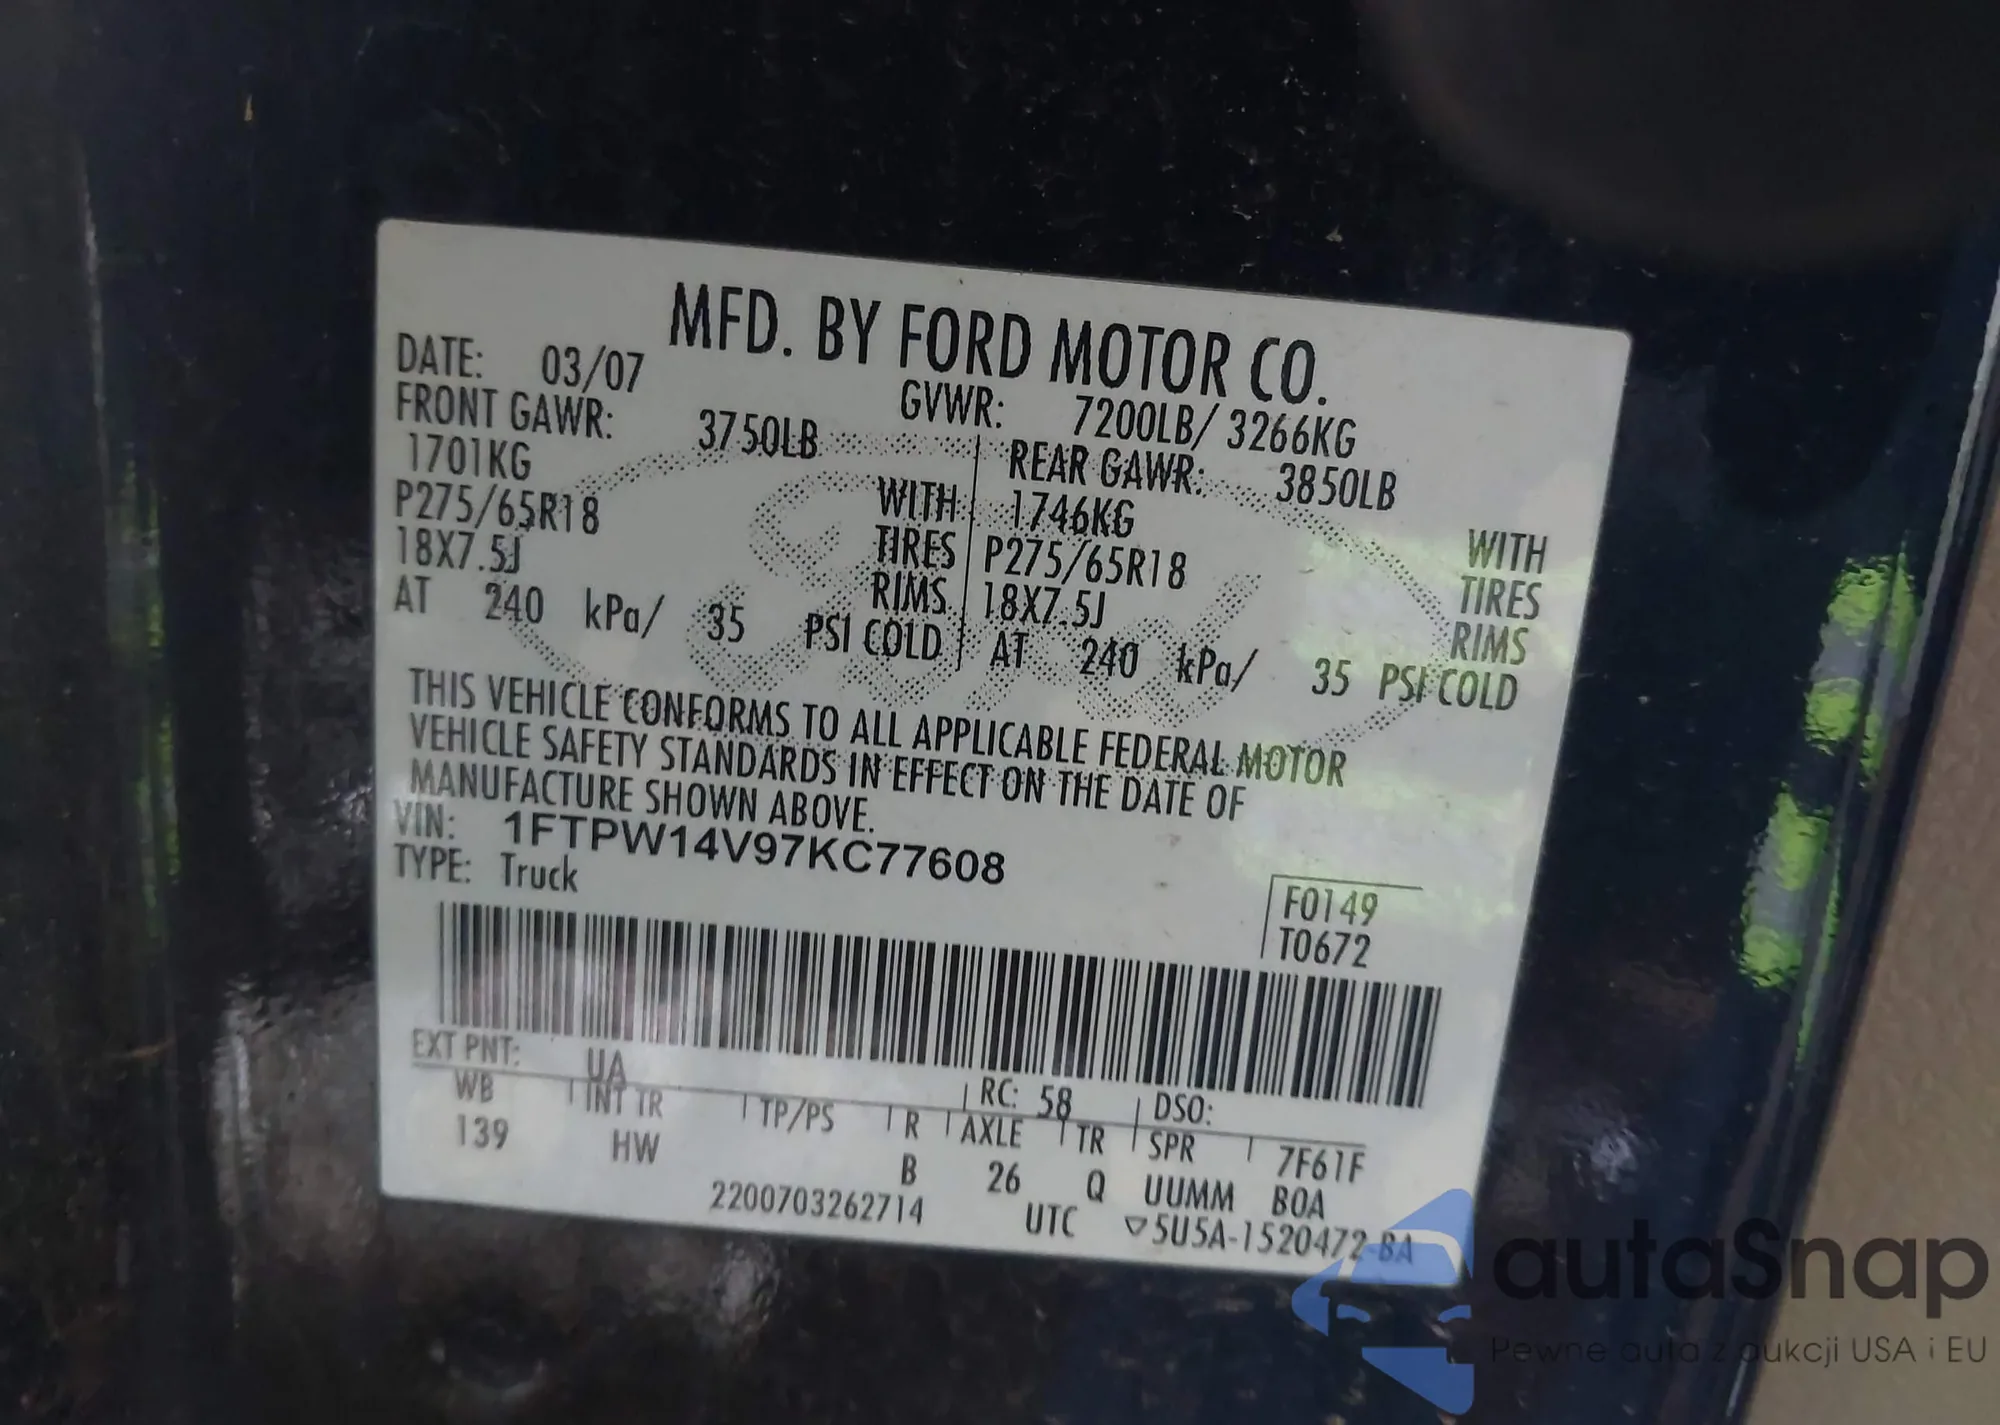 MFD. BY FORD MOTOR CO.
DATE: 03/07 GVWR: 7200LB/ 3266KG
FRONT GAWR: 3750LB REAR GAWR: 3850LB
1701KG WITH 1746KG WITH
P275/65R18 TIRES P275/65R18 TIRES
18X7.5J RIMS 18X7.5J RIMS
AT 240 kPa/ 35 PSI COLD AT 240 kPa/ 35 PSI COLD
THIS VEHICLE CONFORMS TO ALL APPLICABLE FEDERAL MOTOR
VEHICLE SAFETY STANDARDS IN EFFECT ON THE DATE OF
MANUFACTURE SHOWN ABOVE.
VIN: 1FTPW14V97KC77608
TYPE: Truck
F0149
T0672
EXT PNT: UA RC: 58 DSO:
WB INT TR TP/PS R AXLE TR SPR 7F61F
139 HW B 26 Q UUMM BOA
2200703262714 UTC ▽5U5A-1520472-BA
autaSnap
Pewne auta z aukcji USA i EU